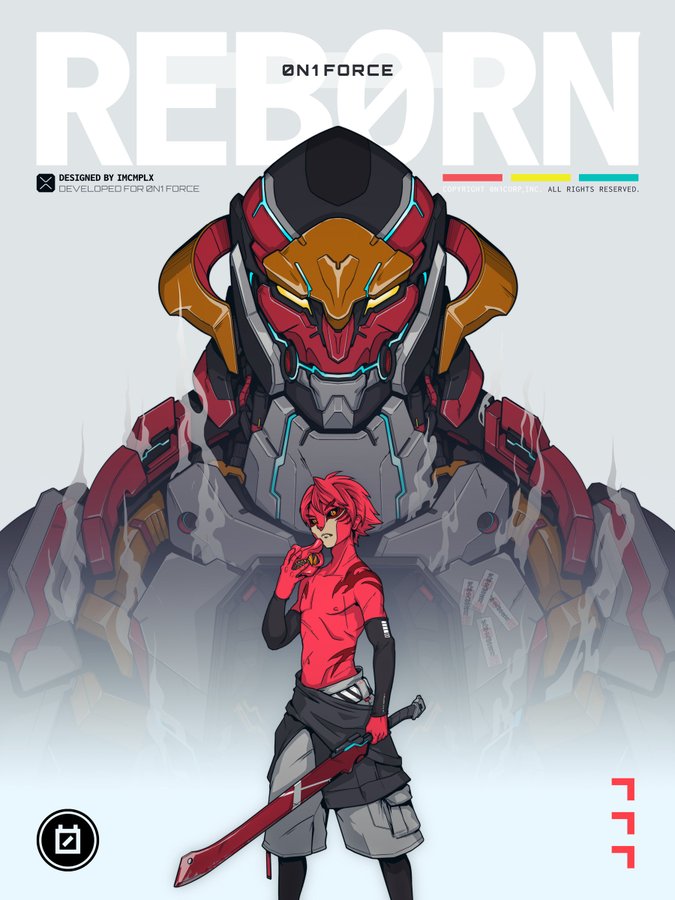 REB0RN
0N1 FORCE
DESIGNED BY IMCMPLX
DEVELOPED FOR 0N1 FORCE
COPYRIGHT 0N1CORP,INC. ALL RIGHTS RESERVED.